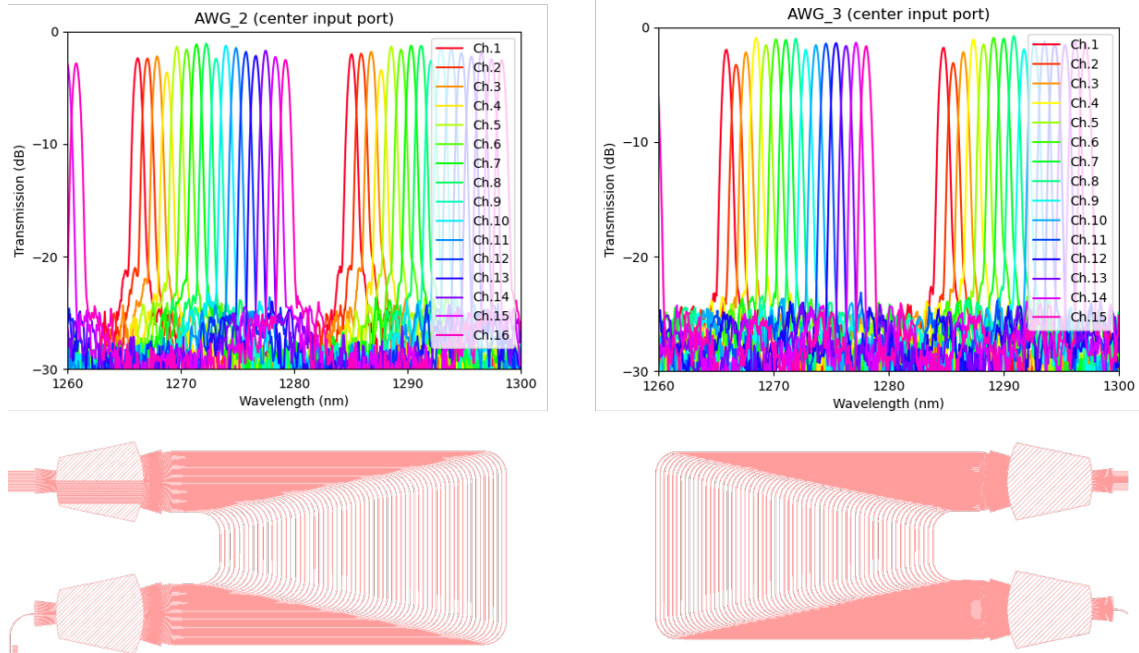 AWG_2 (center input port)
0
−10
−20
−30
Transmission (dB)
1260
1270
1280
1290
1300
Wavelength (nm)
Ch.1
Ch.2
Ch.3
Ch.4
Ch.5
Ch.6
Ch.7
Ch.8
Ch.9
Ch.10
Ch.11
Ch.12
Ch.13
Ch.14
Ch.15
Ch.16
AWG_3 (center input port)
0
−10
−20
−30
Transmission (dB)
1260
1270
1280
1290
1300
Wavelength (nm)
Ch.1
Ch.2
Ch.3
Ch.4
Ch.5
Ch.6
Ch.7
Ch.8
Ch.9
Ch.10
Ch.11
Ch.12
Ch.13
Ch.14
Ch.15